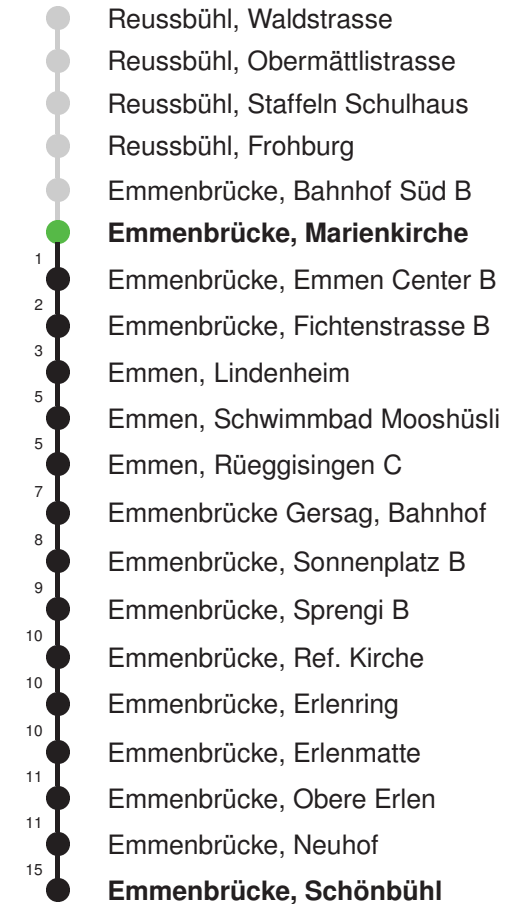 Reussbühl, Waldstrasse
Reussbühl, Obermättlistrasse
Reussbühl, Staffeln Schulhaus
Reussbühl, Frohburg
Emmenbrücke, Bahnhof Süd B
Emmenbrücke, Marienkirche
1
Emmenbrücke, Emmen Center B
2
Emmenbrücke, Fichtenstrasse B
3
Emmen, Lindenheim
5
Emmen, Schwimmbad Mooshüsli
5
Emmen, Rüeggisingen C
7
Emmenbrücke Gersag, Bahnhof
8
Emmenbrücke, Sonnenplatz B
9
Emmenbrücke, Sprengi B
10
Emmenbrücke, Ref. Kirche
10
Emmenbrücke, Erlenring
10
Emmenbrücke, Erlenmatte
11
Emmenbrücke, Obere Erlen
11
Emmenbrücke, Neuhof
15
Emmenbrücke, Schönbühl